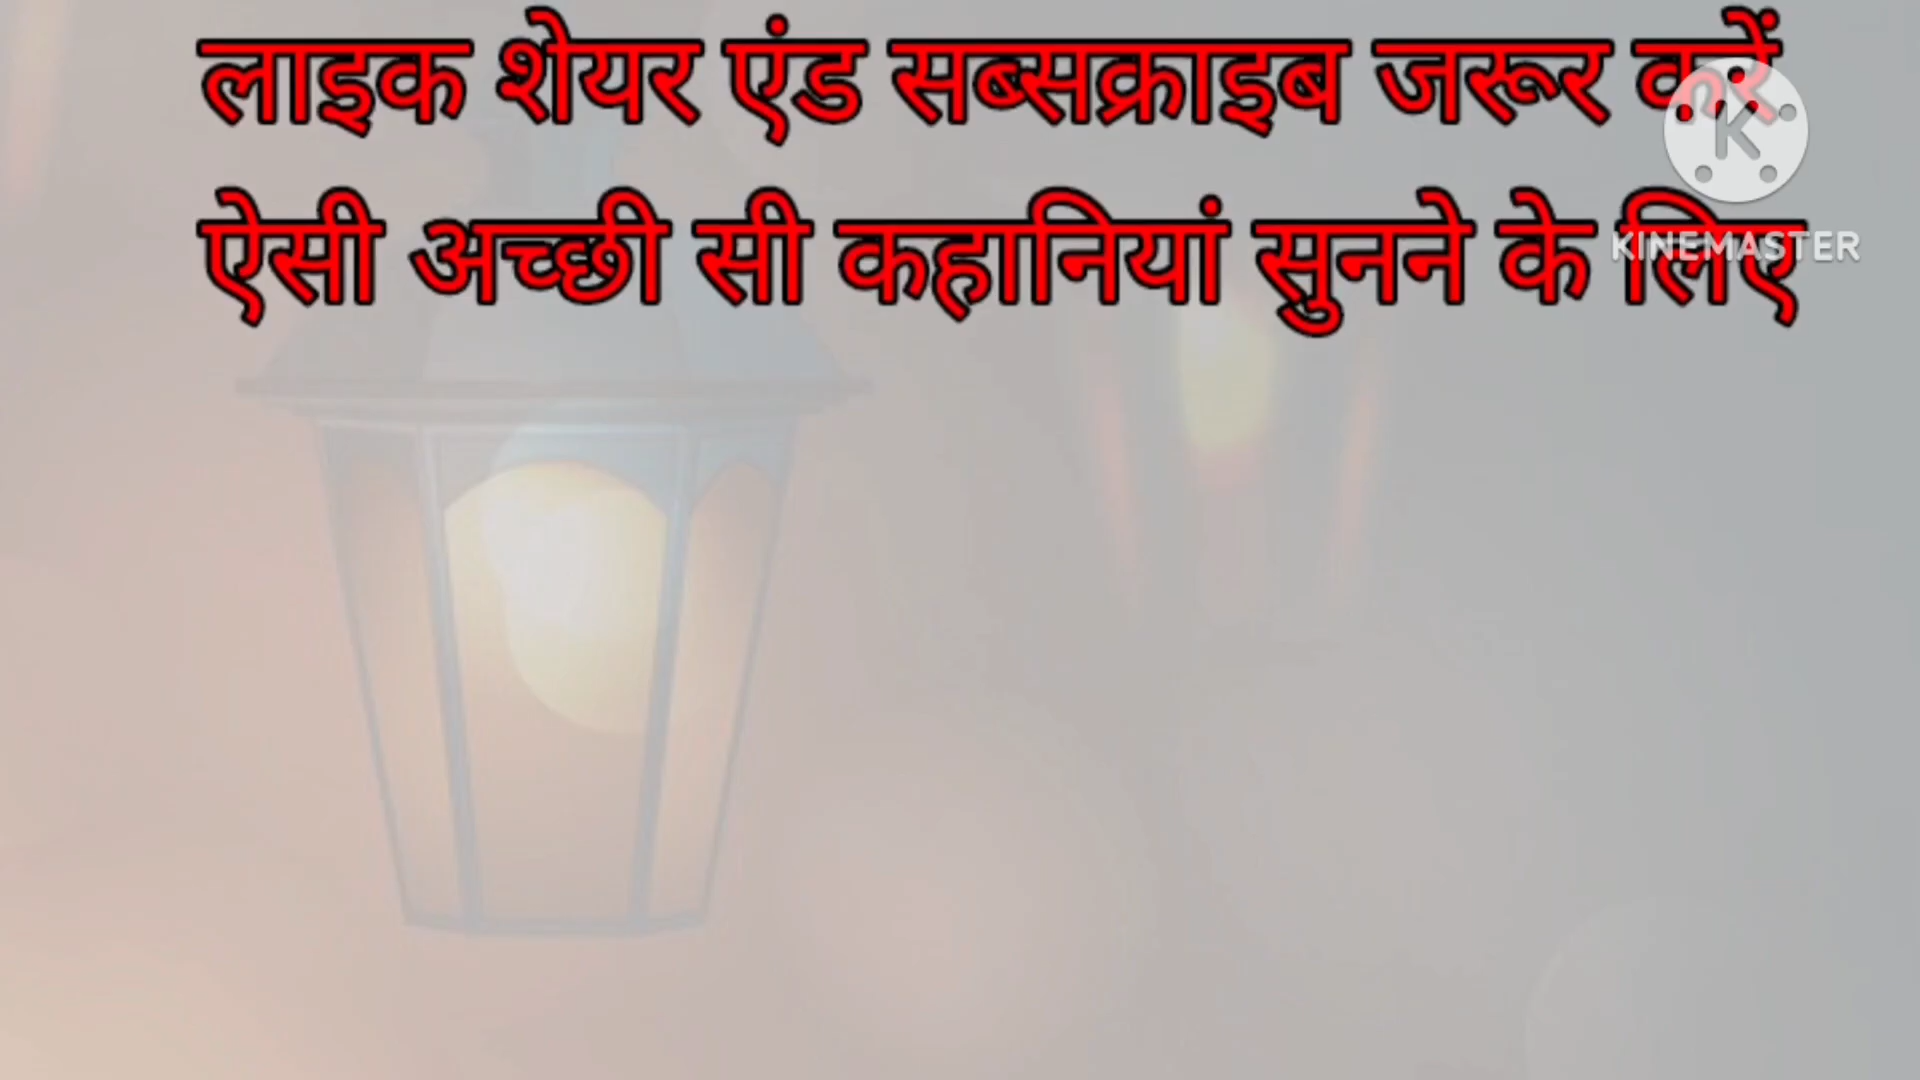 लाइक शेयर एंड सब्सक्राइब जरूर करें
ऐसी अच्छी सी कहानियां सुनने के लिए
K
KINEMASTER